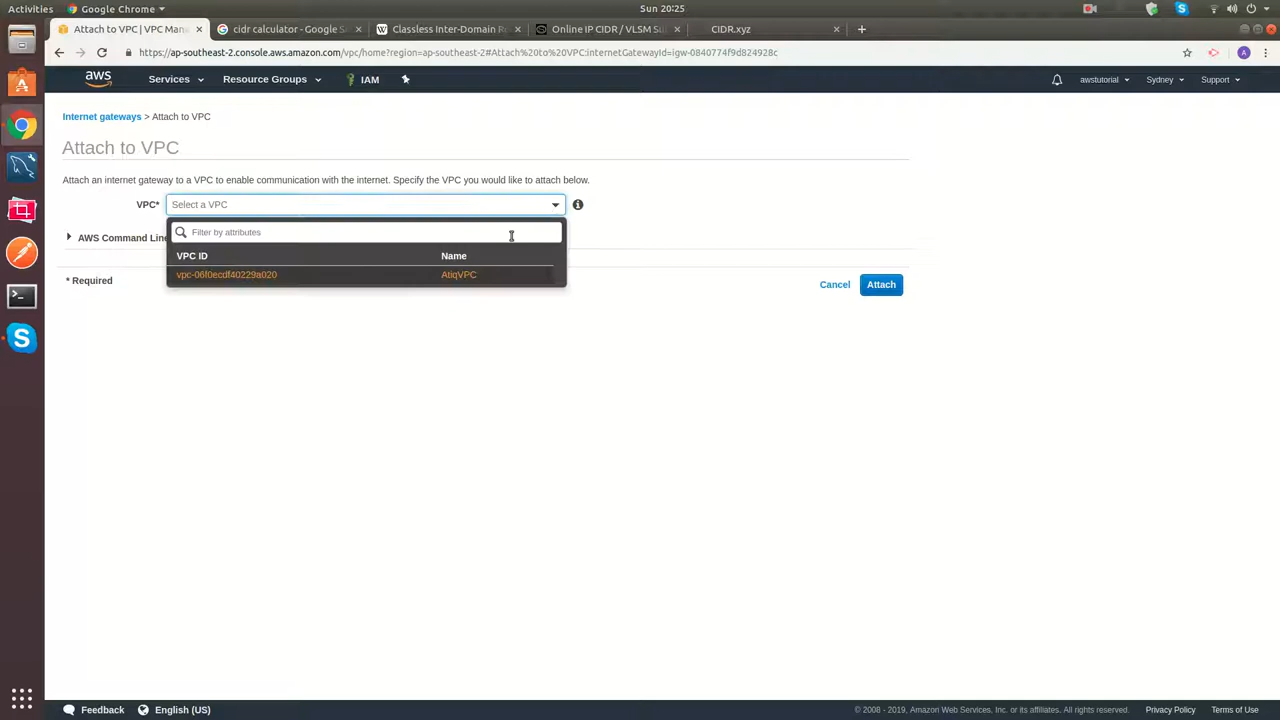 Activities
Google Chrome
Sun 20:25
Attach to VPC | VPC Man
cidr calculator - Google S
Classless Inter-Domain R
Online IP CIDR / VLSM Su
CIDR.xyz
https://ap-southeast-2.console.aws.amazon.com/vpc/home?region=ap-southeast-2#Attach%20to%20VPC:internetGatewayId=igw-0840774f9d824928c
A
aws
Services
Resource Groups
IAM
awstutorial
Sydney
Support
Internet gateways > Attach to VPC
Attach to VPC
Attach an internet gateway to a VPC to enable communication with the internet. Specify the VPC you would like to attach below.
VPC*
Select a VPC
Filter by attributes
AWS Command Line
VPC ID Name
vpc-06f0ecdf40229a020 AtiqVPC
* Required
Cancel
Attach
Feedback
English (US)
© 2008 - 2019, Amazon Web Services, Inc. or its affiliates. All rights reserved.
Privacy Policy
Terms of Use